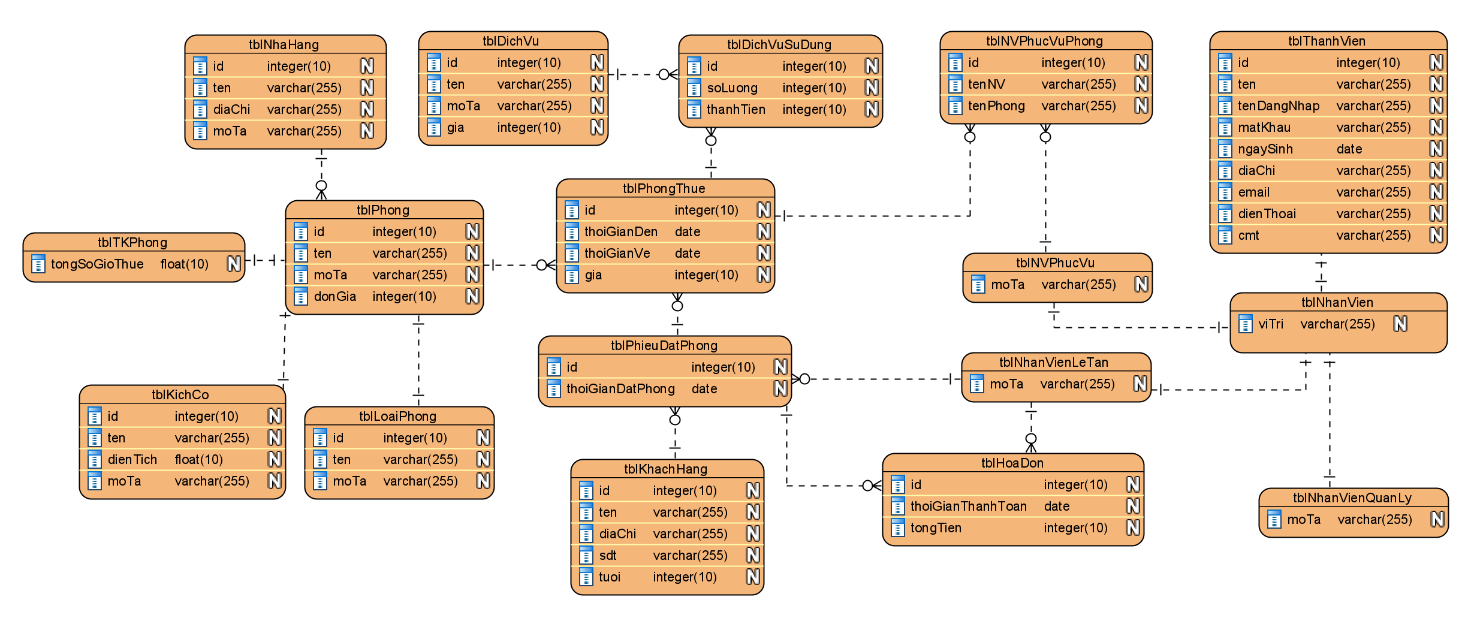 tblNhaHang
id integer(10) N
ten varchar(255) N
diaChi varchar(255) N
moTa varchar(255) N
tblDichVu
id integer(10) N
ten varchar(255) N
moTa varchar(255) N
gia integer(10) N
tblDichVuSuDung
id integer(10) N
soLuong integer(10) N
thanhTien integer(10) N
tblNVPhucVuPhong
id integer(10) N
tenNV varchar(255) N
tenPhong varchar(255) N
tblThanhVien
id integer(10) N
ten varchar(255) N
tenDangNhap varchar(255) N
matKhau varchar(255) N
ngaySinh date N
diaChi varchar(255) N
email varchar(255) N
dienThoai varchar(255) N
cmt varchar(255) N
tblTKPhong
tongSoGioThue float(10) N
tblPhong
id integer(10) N
ten varchar(255) N
moTa varchar(255) N
donGia integer(10) N
tblPhongThue
id integer(10) N
thoiGianDen date N
thoiGianVe date N
gia integer(10) N
tblNVPhucVu
moTa varchar(255) N
tblNhanVien
viTri varchar(255) N
tblPhieuDatPhong
id integer(10) N
thoiGianDatPhong date N
tblNhanVienLeTan
moTa varchar(255) N
tblKichCo
id integer(10) N
ten varchar(255) N
dienTich float(10) N
moTa varchar(255) N
tblLoaiPhong
id integer(10) N
ten varchar(255) N
moTa varchar(255) N
tblKhachHang
id integer(10) N
ten varchar(255) N
diaChi varchar(255) N
sdt varchar(255) N
tuoi integer(10) N
tblHoaDon
id integer(10) N
thoiGianThanhToan date N
tongTien integer(10) N
tblNhanVienQuanLy
moTa varchar(255) N